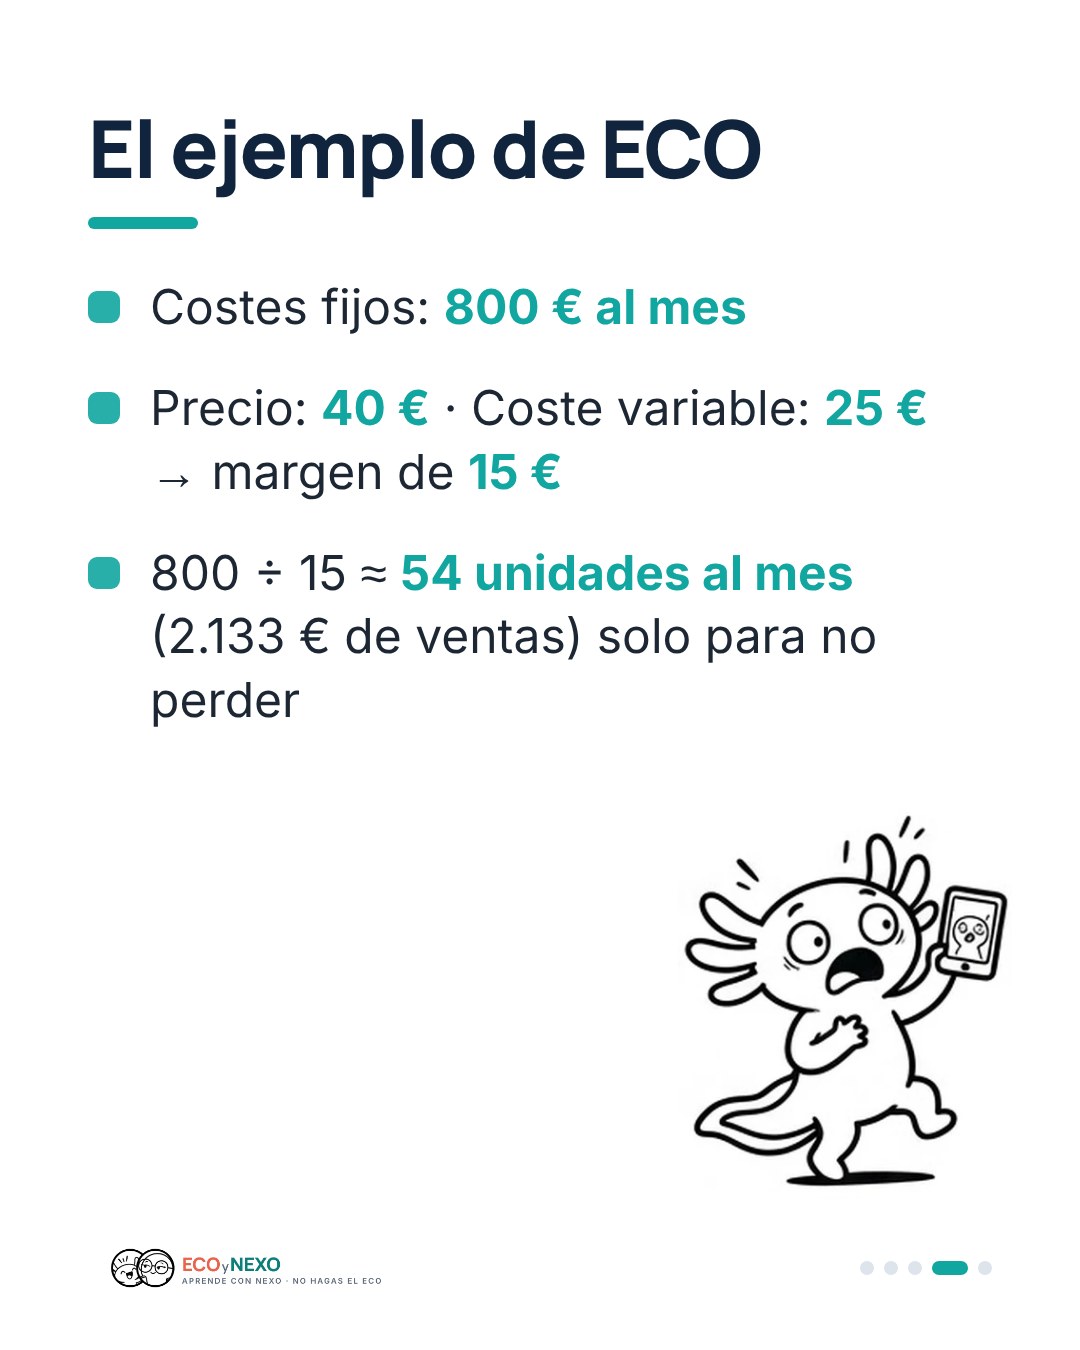 El ejemplo de ECO
Costes fijos: 800 € al mes
Precio: 40 € · Coste variable: 25 €
→ margen de 15 €
800 ÷ 15 ≈ 54 unidades al mes
(2.133 € de ventas) solo para no
perder
ECOyNEXO
APRENDE CON NEXO · NO HAGAS EL ECO